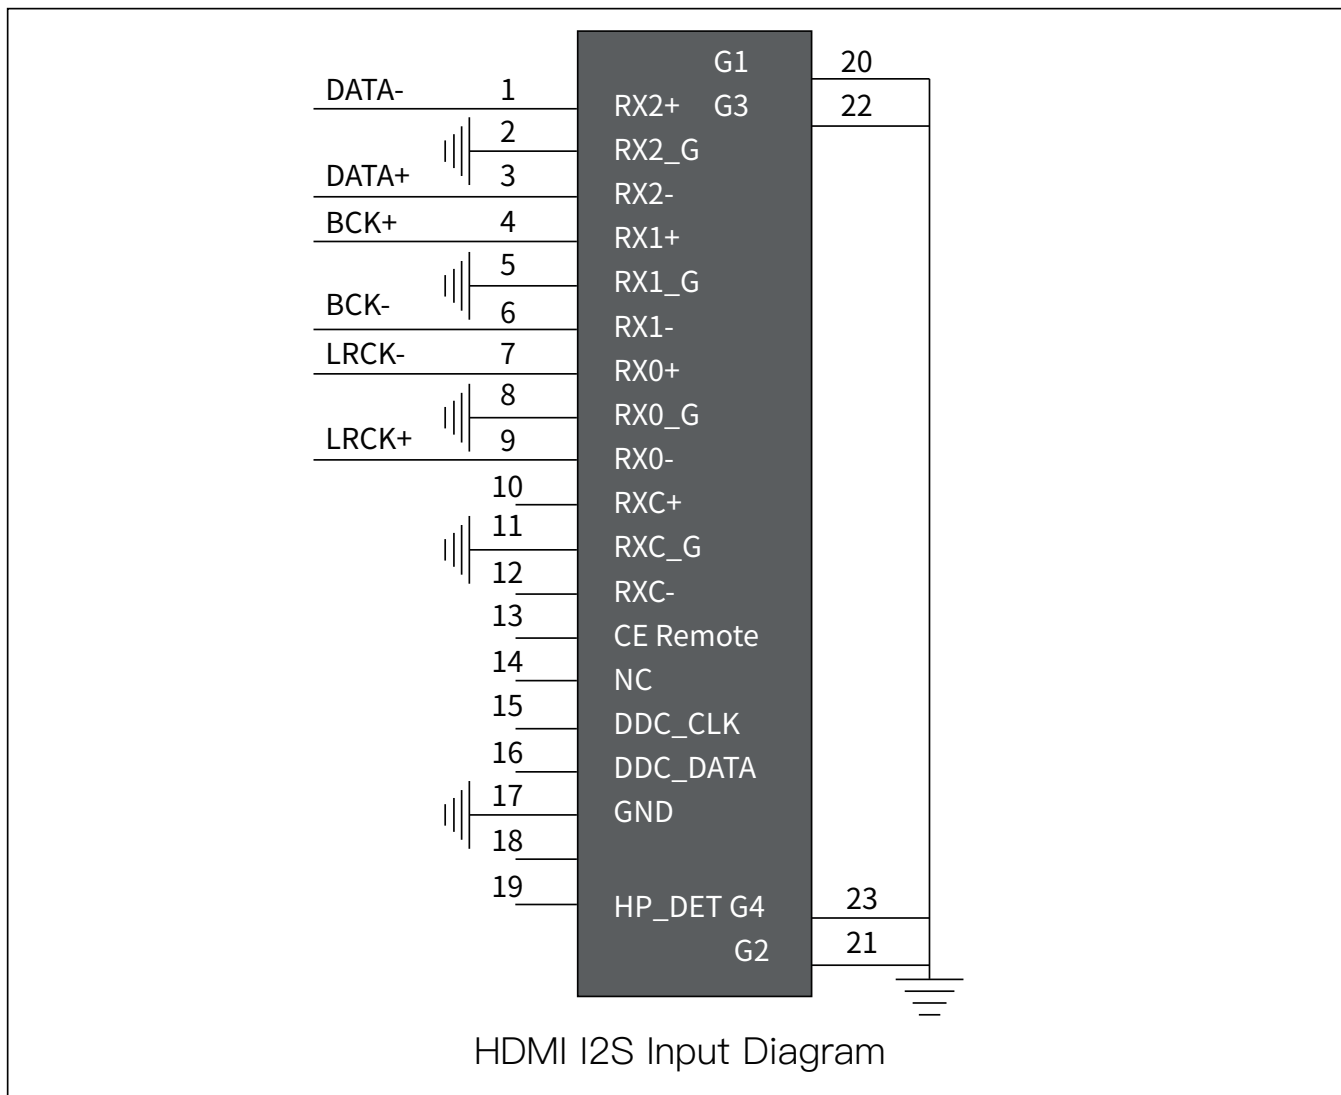 G1 20
DATA- 1 RX2+ G3 22
2 RX2_G
DATA+ 3 RX2-
BCK+ 4 RX1+
5 RX1_G
BCK- 6 RX1-
LRCK- 7 RX0+
8 RX0_G
LRCK+ 9 RX0-
10 RXC+
11 RXC_G
12 RXC-
13 CE Remote
14 NC
15 DDC_CLK
16 DDC_DATA
17 GND
18
19 HP_DET G4 23
G2 21
HDMI I2S Input Diagram